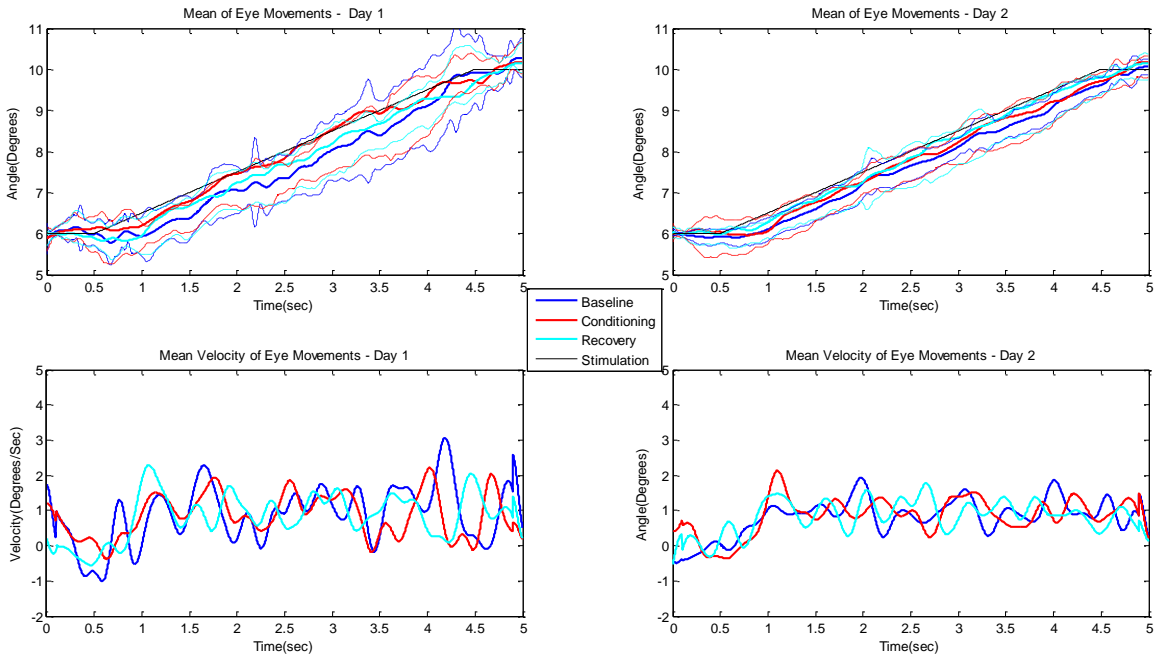 Mean of Eye Movements - Day 1
11
10
9
8
7
6
5
Angle(Degrees)
0 0.5 1 1.5 2 2.5 3 3.5 4 4.5 5
Time(sec)
Mean of Eye Movements - Day 2
11
10
9
8
7
6
5
Angle(Degrees)
0 0.5 1 1.5 2 2.5 3 3.5 4 4.5 5
Time(sec)
Baseline
Conditioning
Recovery
Stimulation
Mean Velocity of Eye Movements - Day 1
5
4
3
2
1
0
-1
-2
Velocity(Degrees/Sec)
0 0.5 1 1.5 2 2.5 3 3.5 4 4.5 5
Time(sec)
Mean Velocity of Eye Movements - Day 2
5
4
3
2
1
0
-1
-2
Angle(Degrees)
0 0.5 1 1.5 2 2.5 3 3.5 4 4.5 5
Time(sec)